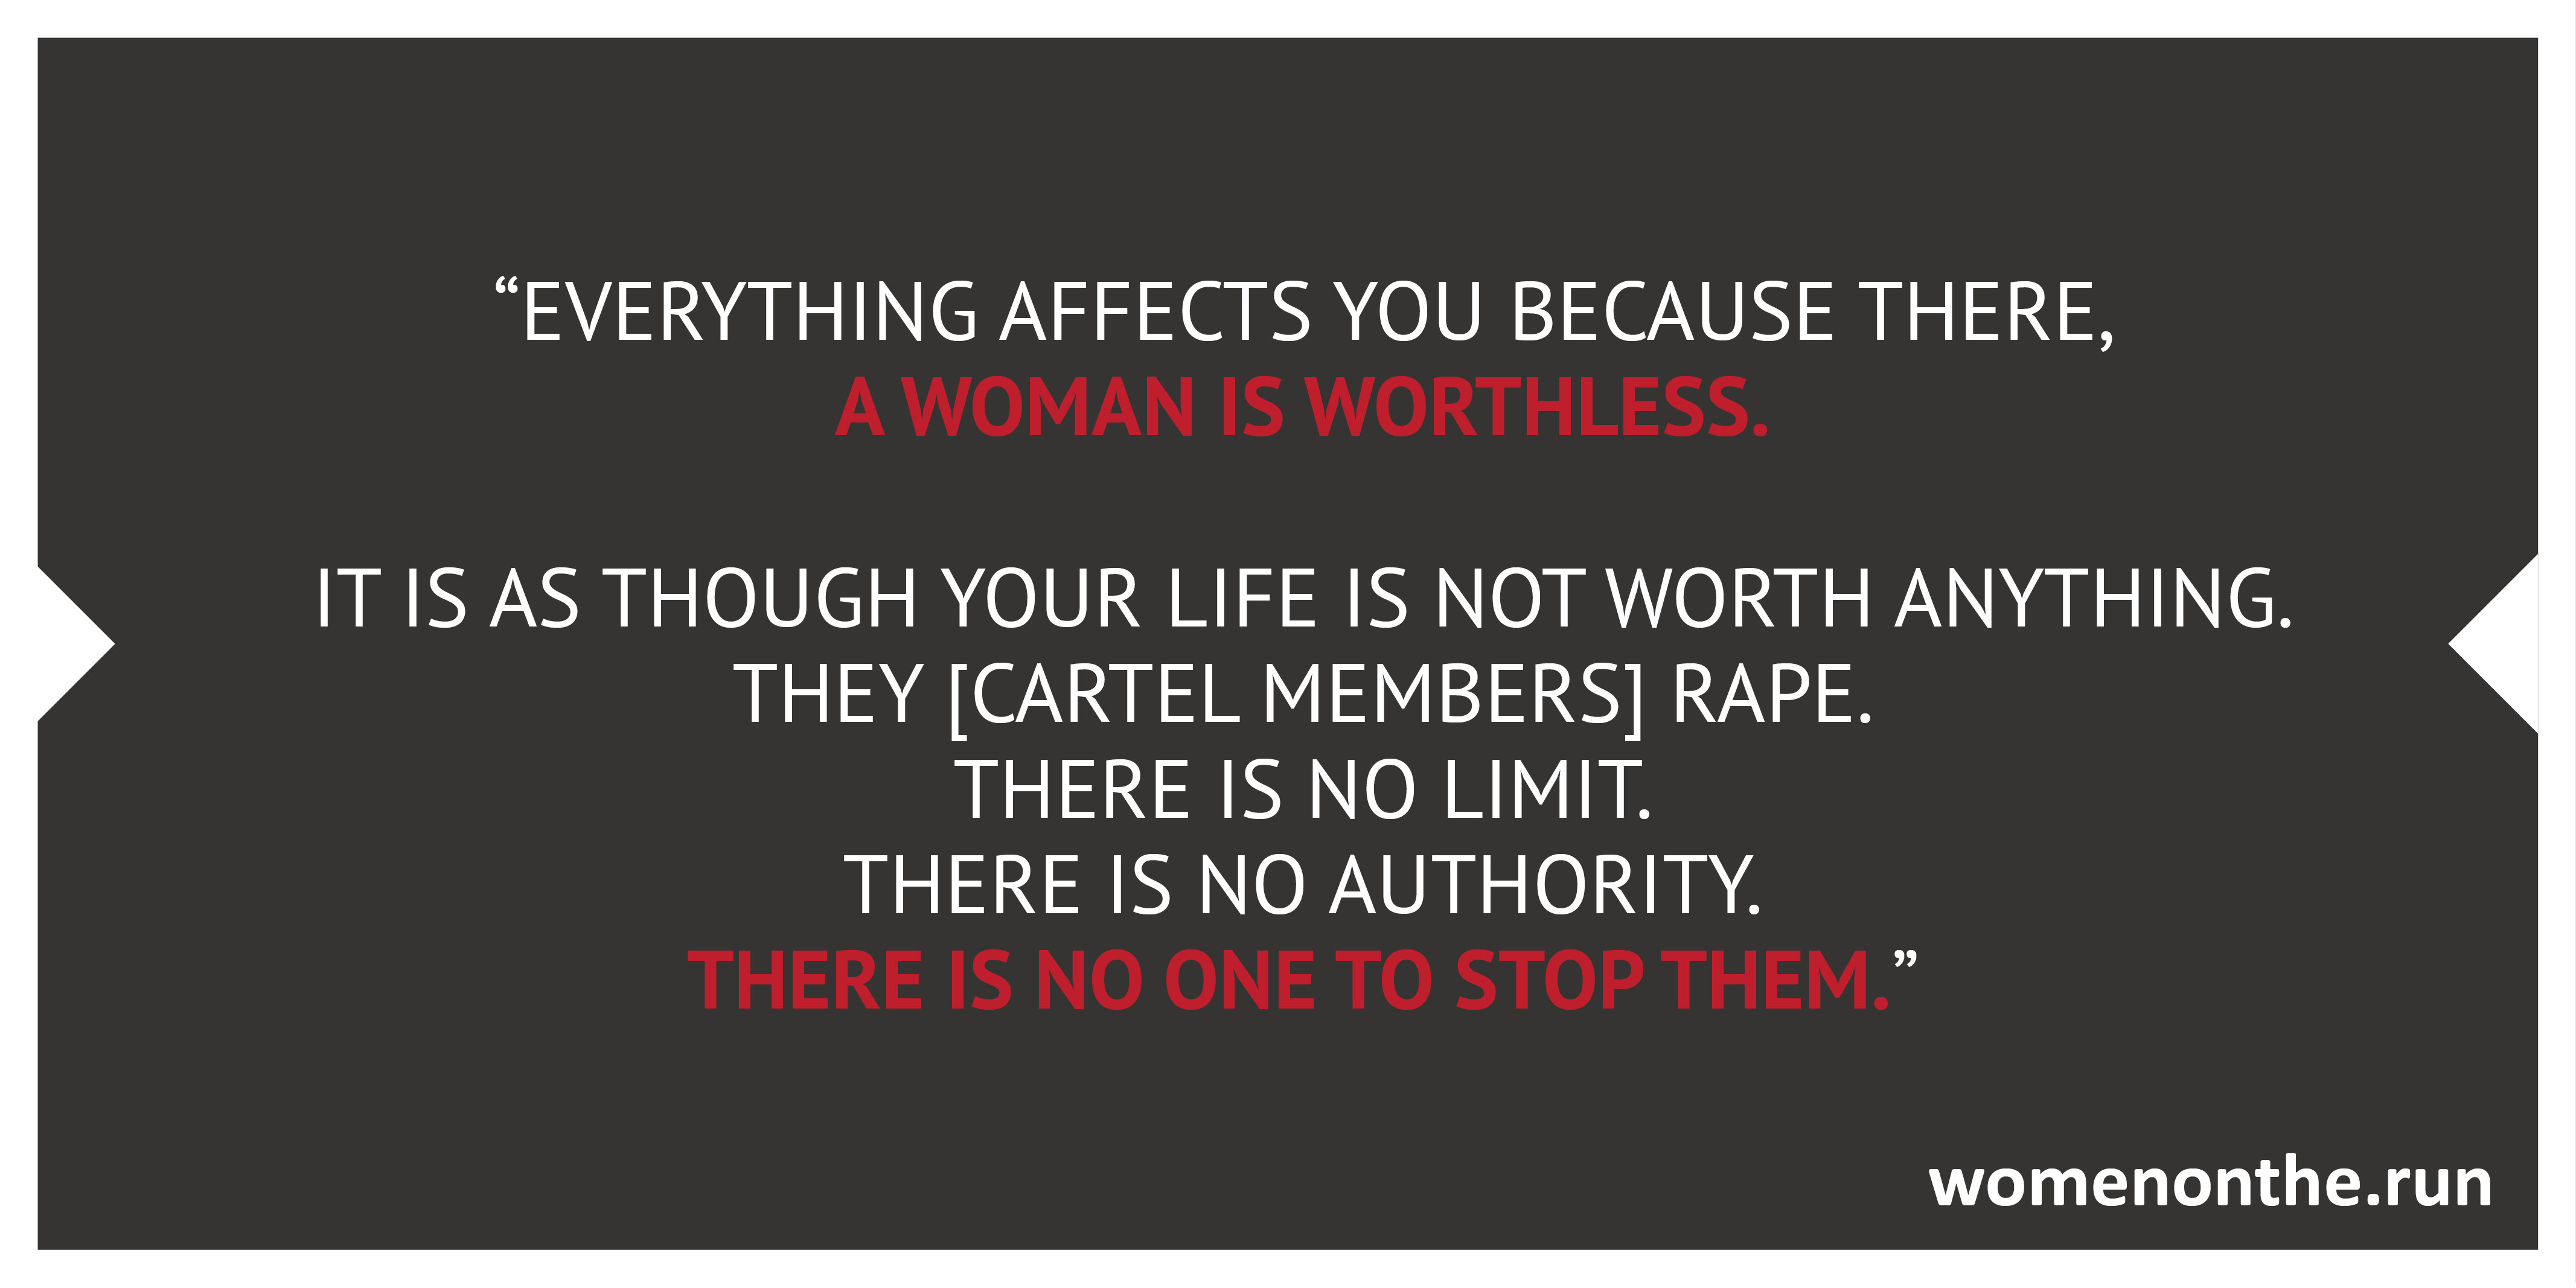 “EVERYTHING AFFECTS YOU BECAUSE THERE,
A WOMAN IS WORTHLESS.
IT IS AS THOUGH YOUR LIFE IS NOT WORTH ANYTHING.
THEY [CARTEL MEMBERS] RAPE.
THERE IS NO LIMIT.
THERE IS NO AUTHORITY.
THERE IS NO ONE TO STOP THEM.”
womenonthe.run